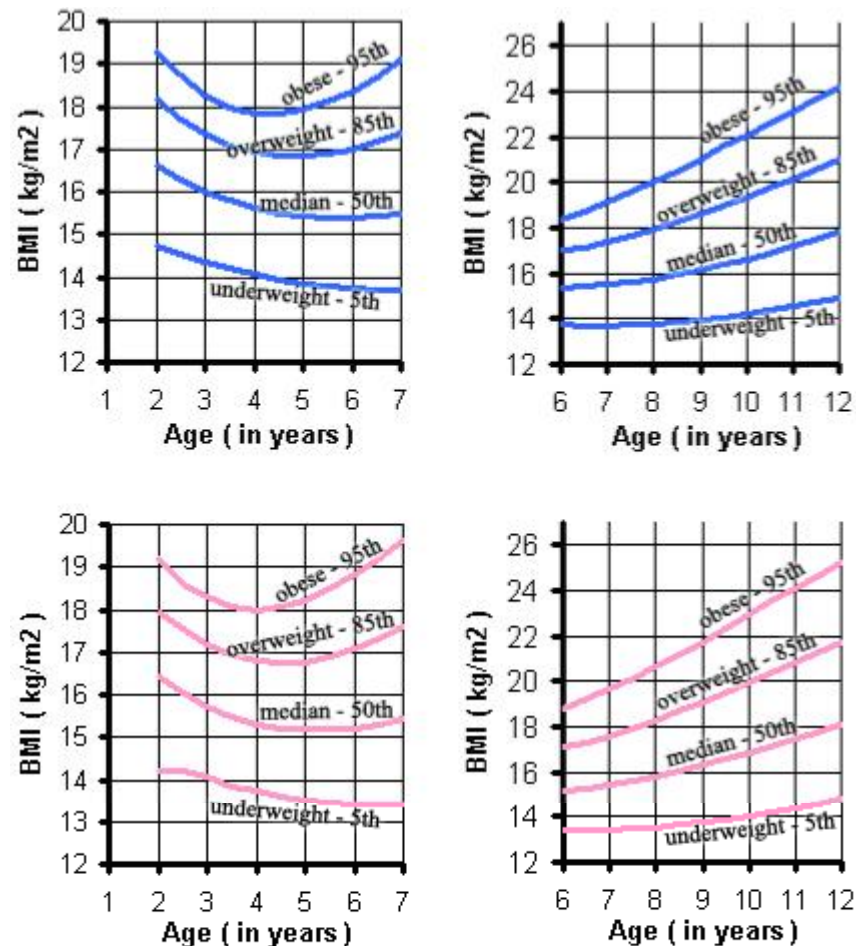 BMI ( kg/m2 )
20
19
18
17
16
15
14
13
12
obese - 95th
overweight - 85th
median - 50th
underweight - 5th
1 2 3 4 5 6 7
Age ( in years )
BMI ( kg/m2 )
26
24
22
20
18
16
14
12
obese - 95th
overweight - 85th
median - 50th
underweight - 5th
6 7 8 9 10 11 12
Age ( in years )
BMI ( kg/m2 )
20
19
18
17
16
15
14
13
12
obese - 95th
overweight - 85th
median - 50th
underweight - 5th
1 2 3 4 5 6 7
Age ( in years )
BMI ( kg/m2 )
26
24
22
20
18
16
14
12
obese - 95th
overweight - 85th
median - 50th
underweight - 5th
6 7 8 9 10 11 12
Age ( in years )